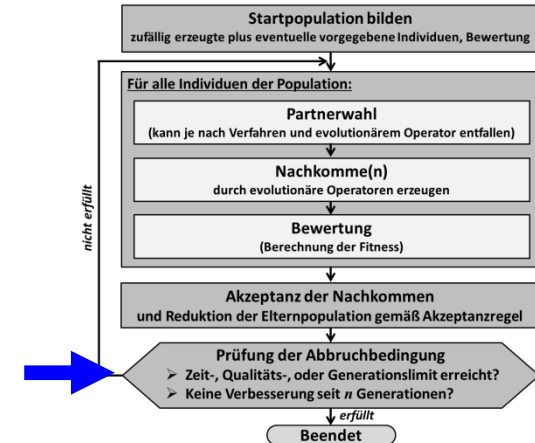 Startpopulation bilden
zufällig erzeugte plus eventuelle vorgegebene Individuen, Bewertung
Für alle Individuen der Population:
Partnerwahl
(kann je nach Verfahren und evolutionärem Operator entfallen)
Nachkomme(n)
durch evolutionäre Operatoren erzeugen
Bewertung
(Berechnung der Fitness)
nicht erfüllt
Akzeptanz der Nachkommen
und Reduktion der Elternpopulation gemäß Akzeptanzregel
Prüfung der Abbruchbedingung
➢ Zeit-, Qualitäts-, oder Generationslimit erreicht?
➢ Keine Verbesserung seit n Generationen?
erfüllt
Beendet